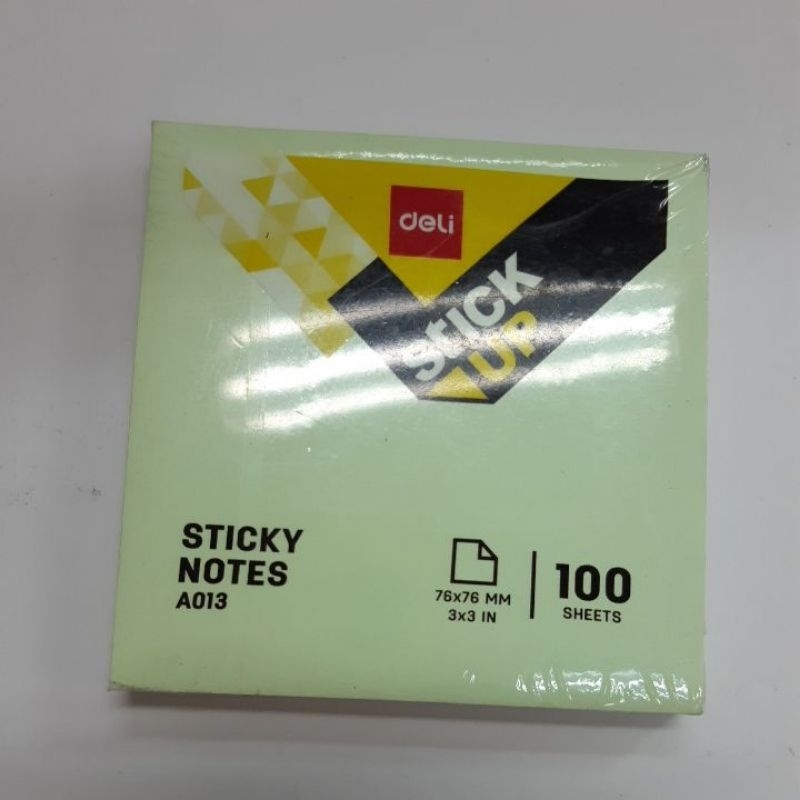 deli
STICK
UP
STICKY
NOTES
A013
76x76 MM
3x3 IN
100
SHEETS